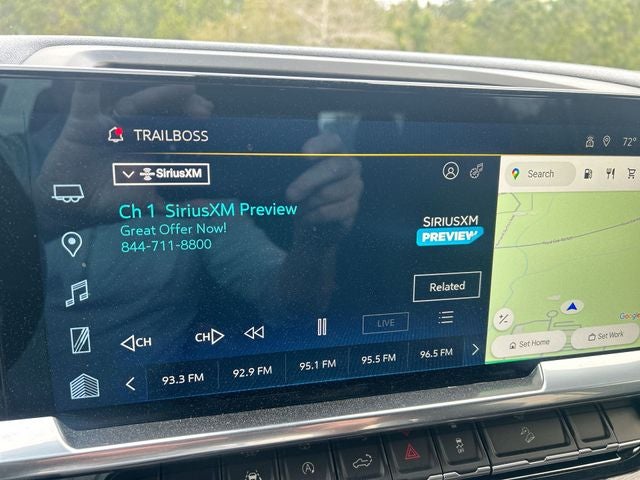 TRAILBOSS
72°
SiriusXM
Search
Ch 1 SiriusXM Preview
Great Offer Now!
844-711-8800
SIRIUSXM
PREVIEW
Related
CH
CH
LIVE
Google
Set Home
Set Work
93.3 FM
92.9 FM
95.1 FM
95.5 FM
96.5 FM
OFF